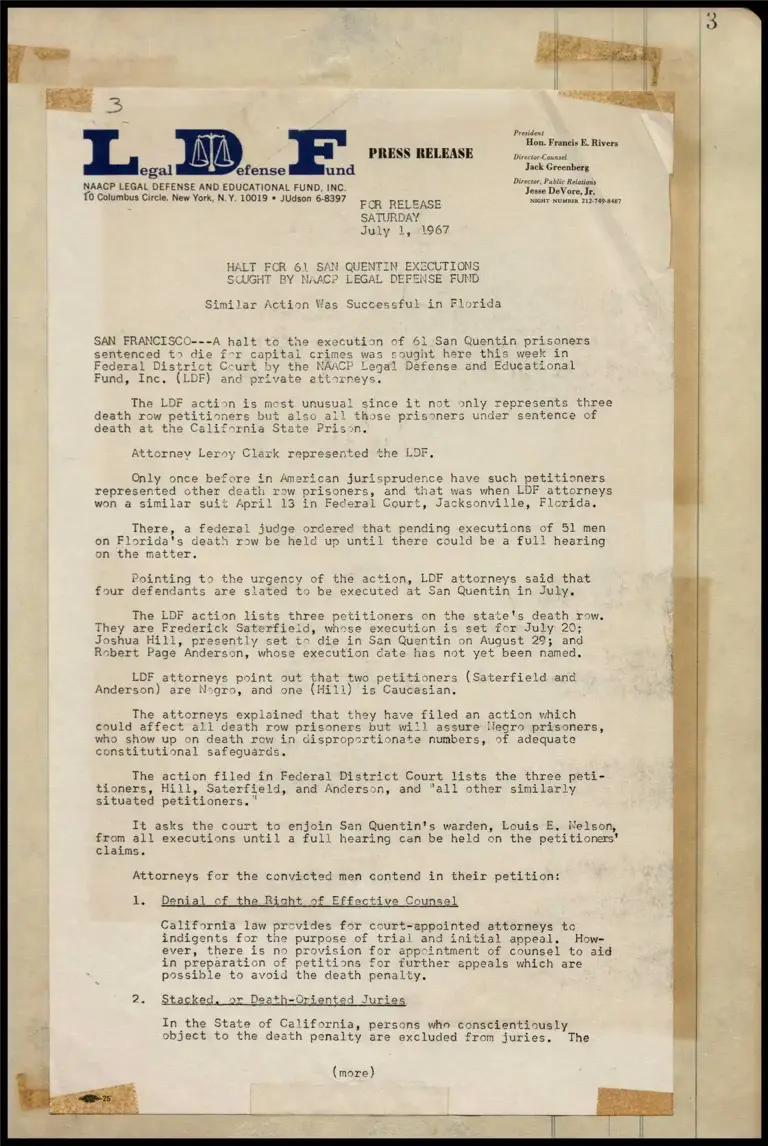 3
3
Legal Defense Fund
PRESS RELEASE
President
Hon. Francis E. Rivers
Director-Counsel
Jack Greenberg
Director, Public Relations
Jesse DeVore, Jr.
NIGHT NUMBER 212-749-8487
NAACP LEGAL DEFENSE AND EDUCATIONAL FUND, INC.
10 Columbus Circle, New York, N.Y. 10019 • JUdson 6-8397
FOR RELEASE
SATURDAY
July 1, 1967
HALT FOR 61 SAN QUENTIN EXECUTIONS
SOUGHT BY NAACP LEGAL DEFENSE FUND
Similar Action Was Successful in Florida
SAN FRANCISCO---A halt to the execution of 61 San Quentin prisoners
sentenced to die for capital crimes was sought here this week in
Federal District Court by the NAACP Legal Defense and Educational
Fund, Inc. (LDF) and private attorneys.
The LDF action is most unusual since it not only represents three
death row petitioners but also all those prisoners under sentence of
death at the California State Prison.
Attorney Leroy Clark represented the LDF.
Only once before in American jurisprudence have such petitioners
represented other death row prisoners, and that was when LDF attorneys
won a similar suit April 13 in Federal Court, Jacksonville, Florida.
There, a federal judge ordered that pending executions of 51 men
on Florida's death row be held up until there could be a full hearing
on the matter.
Pointing to the urgency of the action, LDF attorneys said that
four defendants are slated to be executed at San Quentin in July.
The LDF action lists three petitioners on the state's death row.
They are Frederick Saterfield, whose execution is set for July 20;
Joshua Hill, presently set to die in San Quentin on August 29; and
Robert Page Anderson, whose execution date has not yet been named.
LDF attorneys point out that two petitioners (Saterfield and
Anderson) are Negro, and one (Hill) is Caucasian.
The attorneys explained that they have filed an action which
could affect all death row prisoners but will assure Negro prisoners,
who show up on death row in disproportionate numbers, of adequate
constitutional safeguards.
The action filed in Federal District Court lists the three peti-
tioners, Hill, Saterfield, and Anderson, and "all other similarly
situated petitioners."
It asks the court to enjoin San Quentin's warden, Louis E. Nelson,
from all executions until a full hearing can be held on the petitioners'
claims.
Attorneys for the convicted men contend in their petition:
1. Denial of the Right of Effective Counsel
California law provides for court-appointed attorneys to
indigents for the purpose of trial and initial appeal. How-
ever, there is no provision for appointment of counsel to aid
in preparation of petitions for further appeals which are
possible to avoid the death penalty.
2. Stacked, or Death-Oriented Juries
In the State of California, persons who conscientiously
object to the death penalty are excluded from juries. The
(more)
25